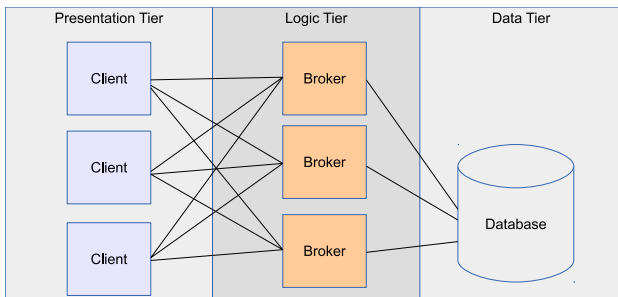 Presentation Tier
Logic Tier
Data Tier
Client
Broker
Client
Broker
Client
Broker
Database